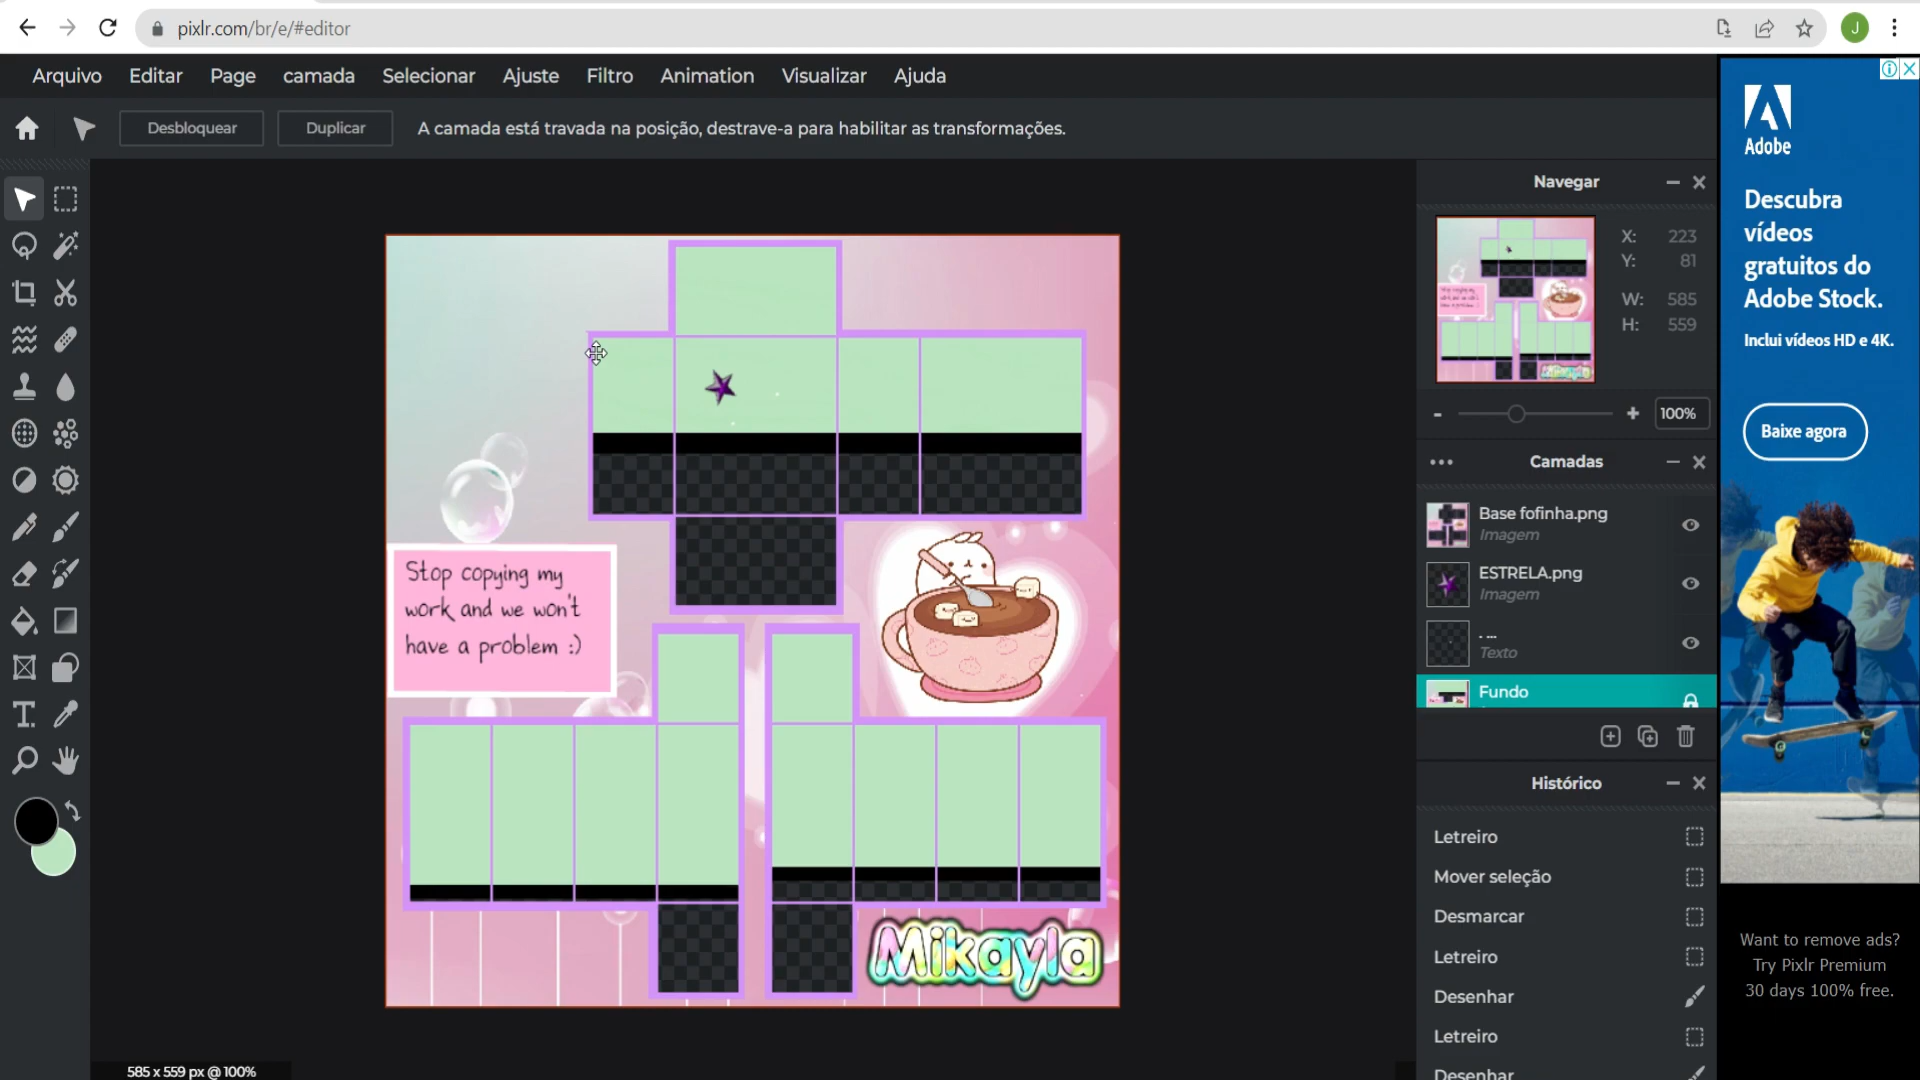 pixlr.com/br/e/#editor
J
Arquivo Editar Page camada Selecionar Ajuste Filtro Animation Visualizar Ajuda
Desbloquear Duplicar A camada está travada na posição, destrave-a para habilitar as transformações.
Navegar
X: 223
Y: 81
W: 585
H: 559
100%
Camadas
Base fofinha.png
Imagem
ESTRELA.png
Imagem
. ...
Texto
Fundo
Histórico
Letreiro
Mover seleção
Desmarcar
Letreiro
Desenhar
Letreiro
Desenhar
Stop copying my
work and we won't
have a problem :)
Mikayla
585 x 559 px @ 100%
Adobe
Descubra
vídeos
gratuitos do
Adobe Stock.
Inclui vídeos HD e 4K.
Baixe agora
Want to remove ads?
Try Pixlr Premium
30 days 100% free.